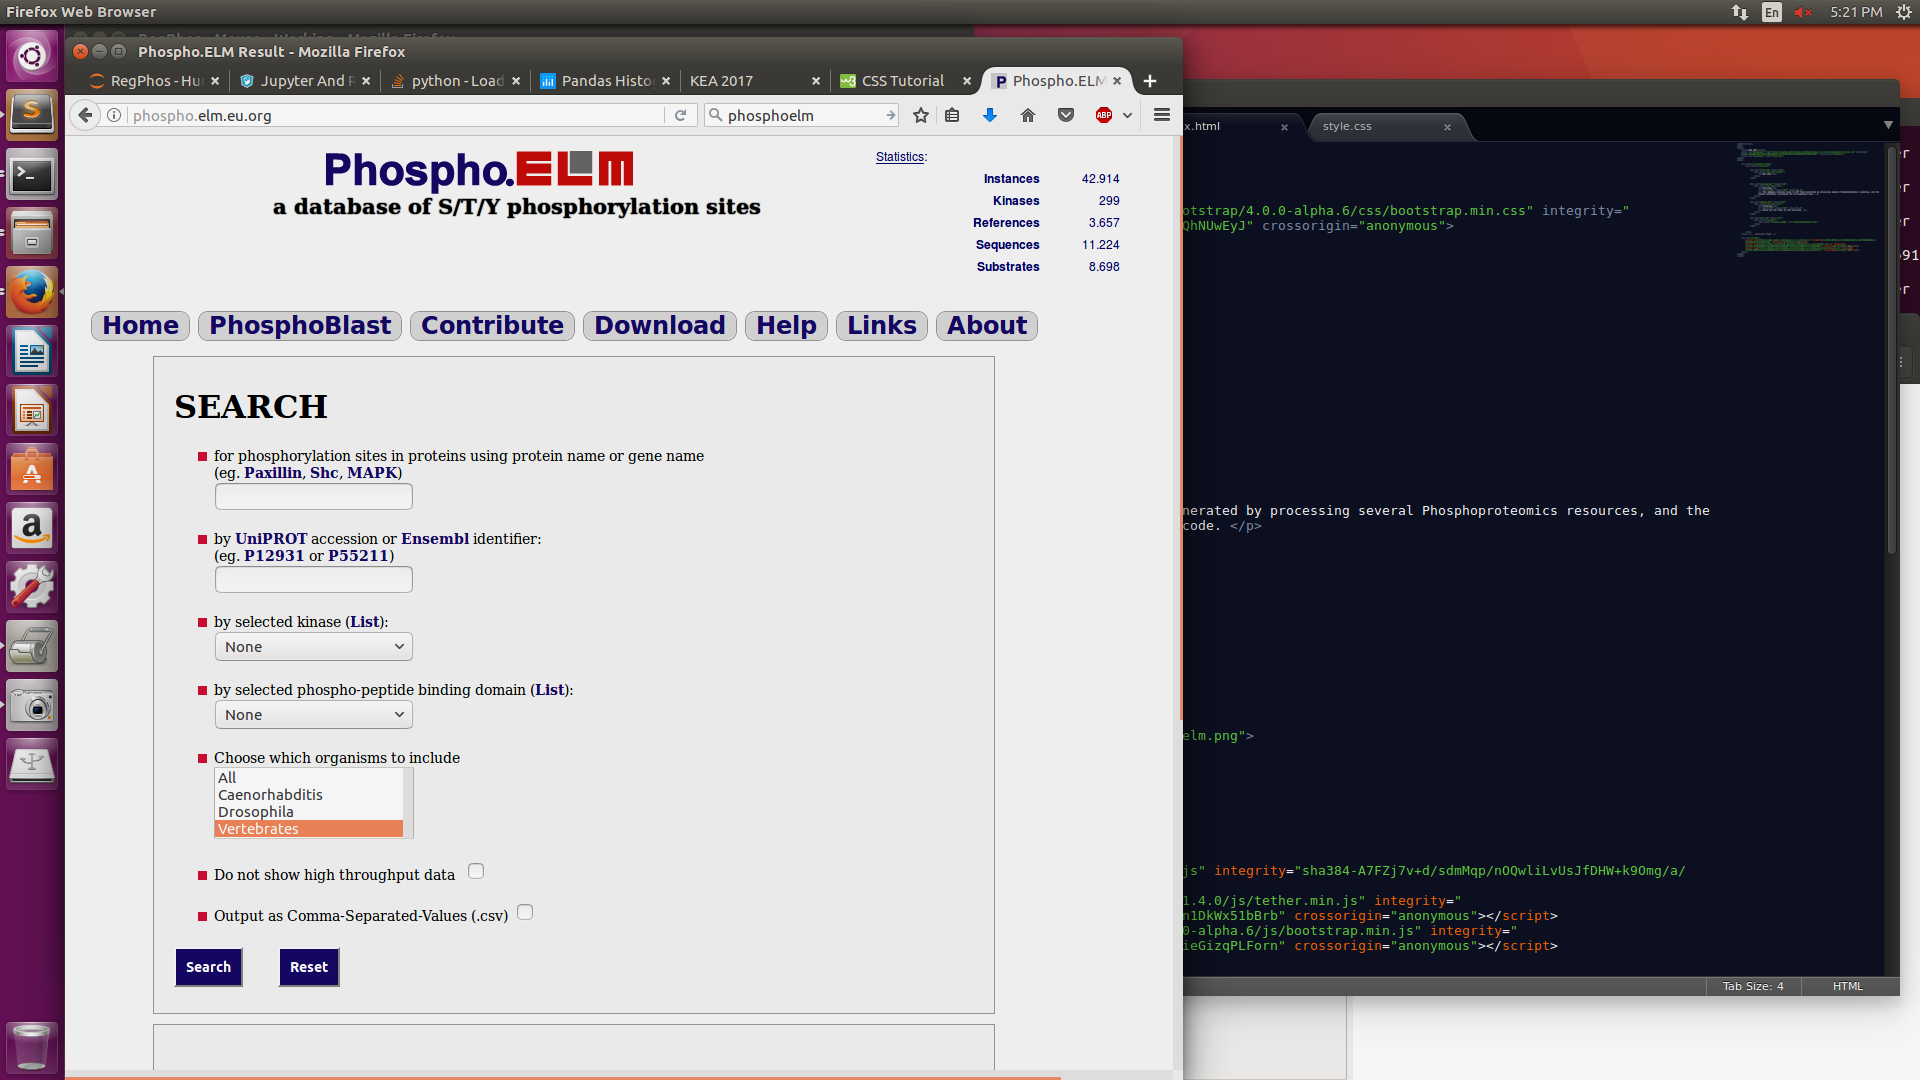 Firefox Web Browser
En
5:21 PM
Phospho.ELM Result - Mozilla Firefox
RegPhos - Hu
Jupyter And
python - Load
Pandas Histo
KEA 2017
CSS Tutorial
Phospho.ELM
phospho.elm.eu.org
phosphoelm
ABP
Phospho.ELM
a database of S/T/Y phosphorylation sites
Statistics:
Instances 42.914
Kinases 299
References 3.657
Sequences 11.224
Substrates 8.698
Home PhosphoBlast Contribute Download Help Links About
SEARCH
for phosphorylation sites in proteins using protein name or gene name
(eg. Paxillin, Shc, MAPK)
by UniPROT accession or Ensembl identifier:
(eg. P12931 or P55211)
by selected kinase (List):
None
by selected phospho-peptide binding domain (List):
None
Choose which organisms to include
All
Caenorhabditis
Drosophila
Vertebrates
Do not show high throughput data
Output as Comma-Separated-Values (.csv)
Search Reset
x.html
style.css
otstrap/4.0.0-alpha.6/css/bootstrap.min.css" integrity="
QhNUwEyJ" crossorigin="anonymous">
nerated by processing several Phosphoproteomics resources, and the
code. </p>
elm.png">
js" integrity="sha384-A7FZj7v+d/sdmMqp/nOQwliLvUsJfDHW+k9Omg/a/
1.4.0/js/tether.min.js" integrity="
n1DkWx51bBrb" crossorigin="anonymous"></script>
0-alpha.6/js/bootstrap.min.js" integrity="
ieGizqPLForn" crossorigin="anonymous"></script>
Tab Size: 4
HTML
er
er
er
691
er